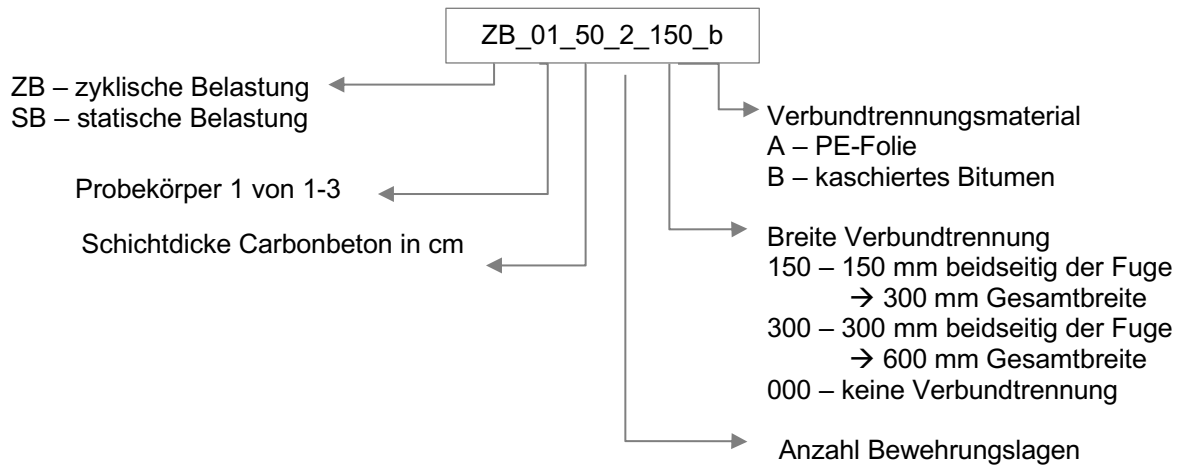 ZB_01_50_2_150_b
ZB – zyklische Belastung
SB – statische Belastung
Probekörper 1 von 1-3
Schichtdicke Carbonbeton in cm
Verbundtrennungsmaterial
A – PE-Folie
B – kaschiertes Bitumen
Breite Verbundtrennung
150 – 150 mm beidseitig der Fuge
→ 300 mm Gesamtbreite
300 – 300 mm beidseitig der Fuge
→ 600 mm Gesamtbreite
000 – keine Verbundtrennung
Anzahl Bewehrungslagen